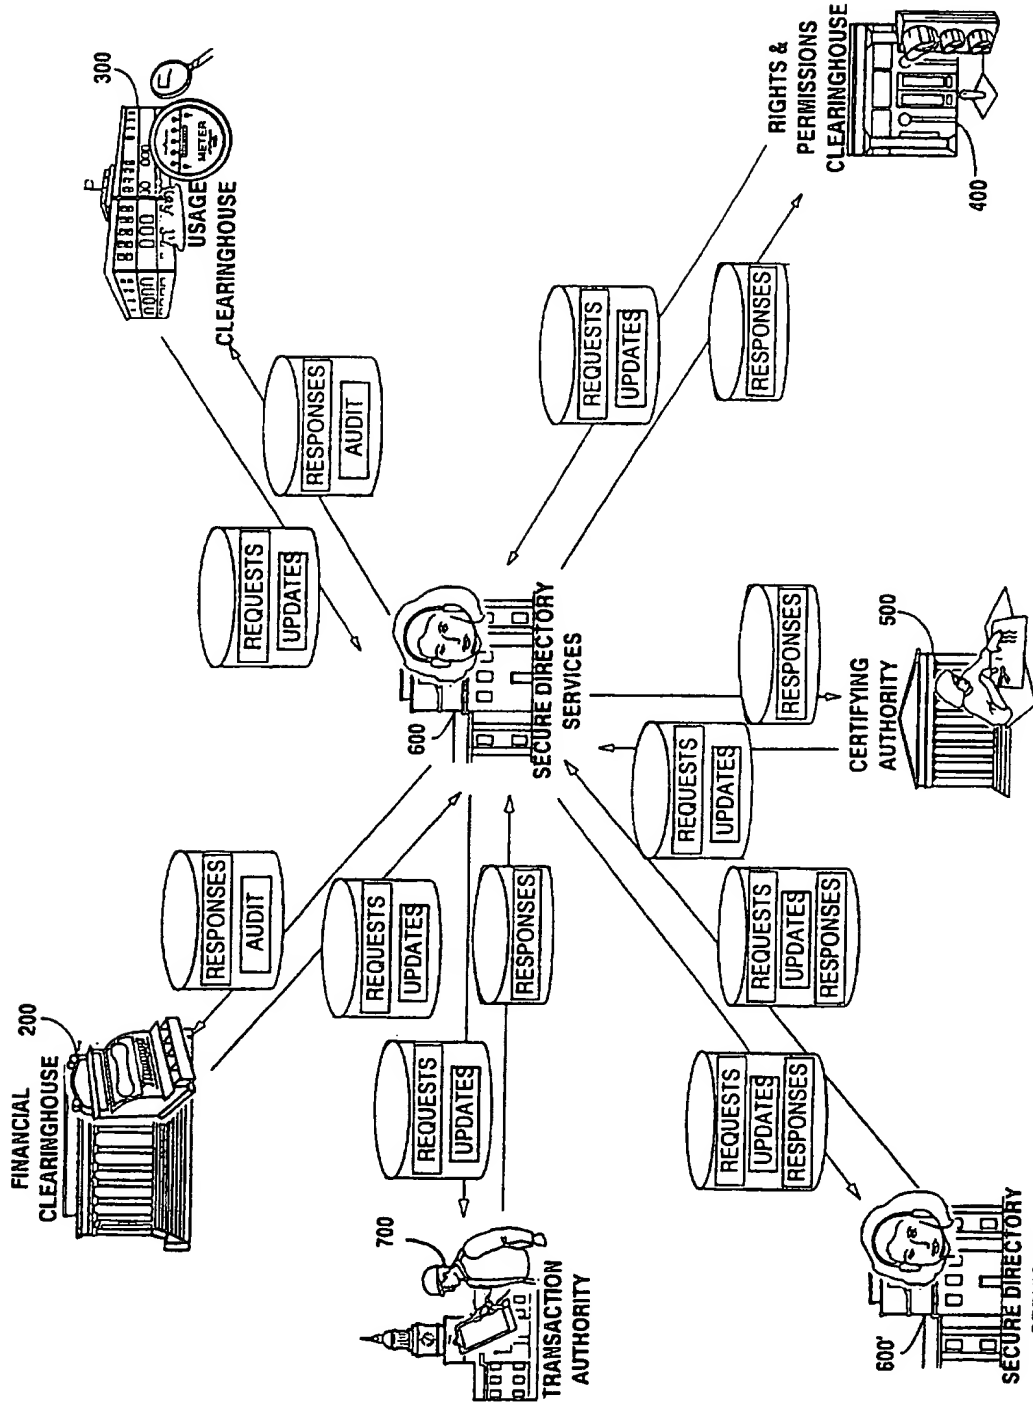 FINANCIAL
CLEARINGHOUSE
200
300
METER
USAGE
CLEARINGHOUSE
RESPONSES
AUDIT
REQUESTS
UPDATES
RESPONSES
AUDIT
REQUESTS
UPDATES
700
REQUESTS
UPDATES
600
RESPONSES
SECURE DIRECTORY
SERVICES
TRANSACTION
AUTHORITY
REQUESTS
UPDATES
REQUESTS
UPDATES
REQUESTS
UPDATES
RESPONSES
REQUESTS
UPDATES
RESPONSES
RESPONSES
RESPONSES
RIGHTS &
PERMISSIONS
CLEARINGHOUSE
CERTIFYING
AUTHORITY
600'
500
400
SECURE DIRECTORY